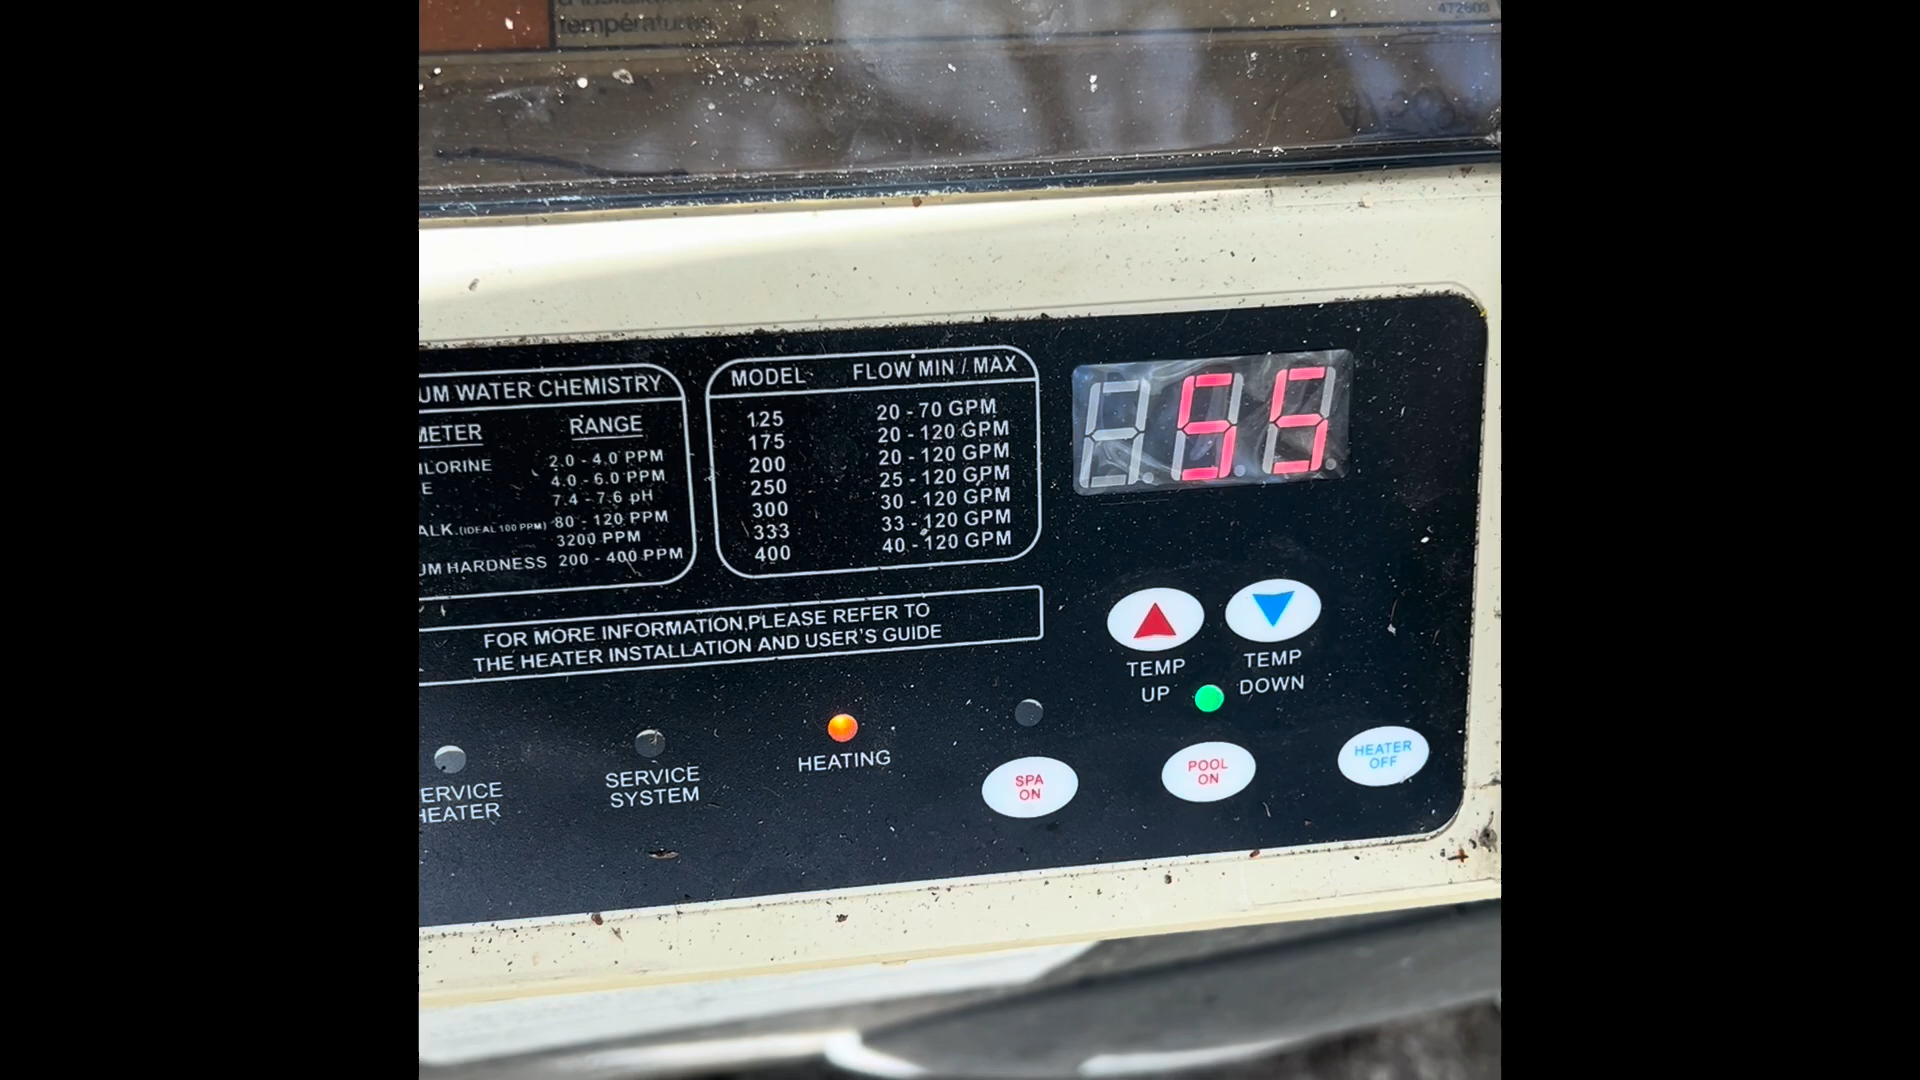 températures
472603
UM WATER CHEMISTRY
METER RANGE
HLORINE 2.0 - 4.0 PPM
E 4.0 - 6.0 PPM
7.4 - 7.6 pH
ALK. (IDEAL 100 PPM) 80 - 120 PPM
3200 PPM
UM HARDNESS 200 - 400 PPM
MODEL FLOW MIN / MAX
125 20 - 70 GPM
175 20 - 120 GPM
200 20 - 120 GPM
250 25 - 120 GPM
300 30 - 120 GPM
333 33 - 120 GPM
400 40 - 120 GPM
55
FOR MORE INFORMATION,PLEASE REFER TO
THE HEATER INSTALLATION AND USER'S GUIDE
TEMP
UP
TEMP
DOWN
ERVICE
HEATER
SERVICE
SYSTEM
HEATING
SPA
ON
POOL
ON
HEATER
OFF